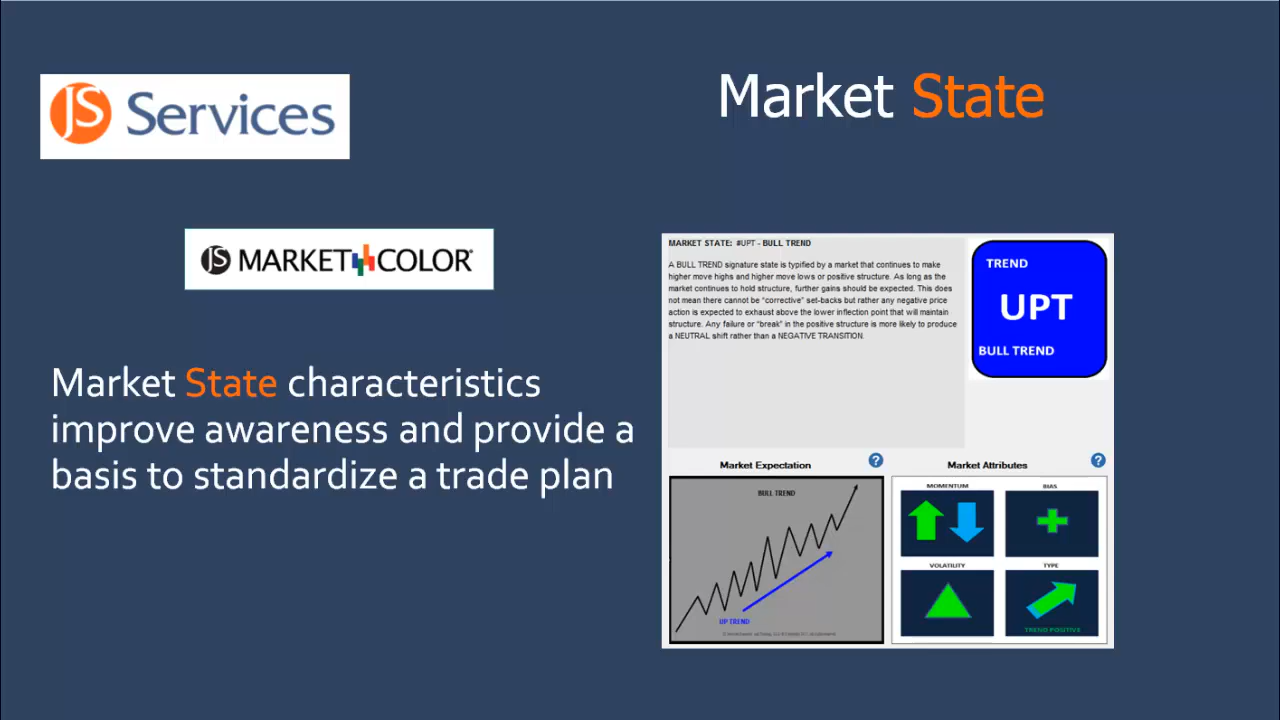 JS Services
Market State
JS MARKET COLOR®
Market State characteristics
improve awareness and provide a
basis to standardize a trade plan
MARKET STATE: #UPT - BULL TREND
A BULL TREND signature state is typified by a market that continues to make
higher move highs and higher move lows or positive structure. As long as the
market continues to hold structure, further gains should be expected. This does
not mean there cannot be "corrective" set-backs but rather any negative price
action is expected to exhaust above the lower inflection point that will maintain
structure. Any failure or "break" in the positive structure is more likely to produce
a NEUTRAL shift rather than a NEGATIVE TRANSITION
TREND
UPT
BULL TREND
Market Expectation
?
BULL TREND
UP TREND
Market Attributes
?
MOMENTUM
BIAS
VOLATILITY
TYPE
TREND POSITIVE